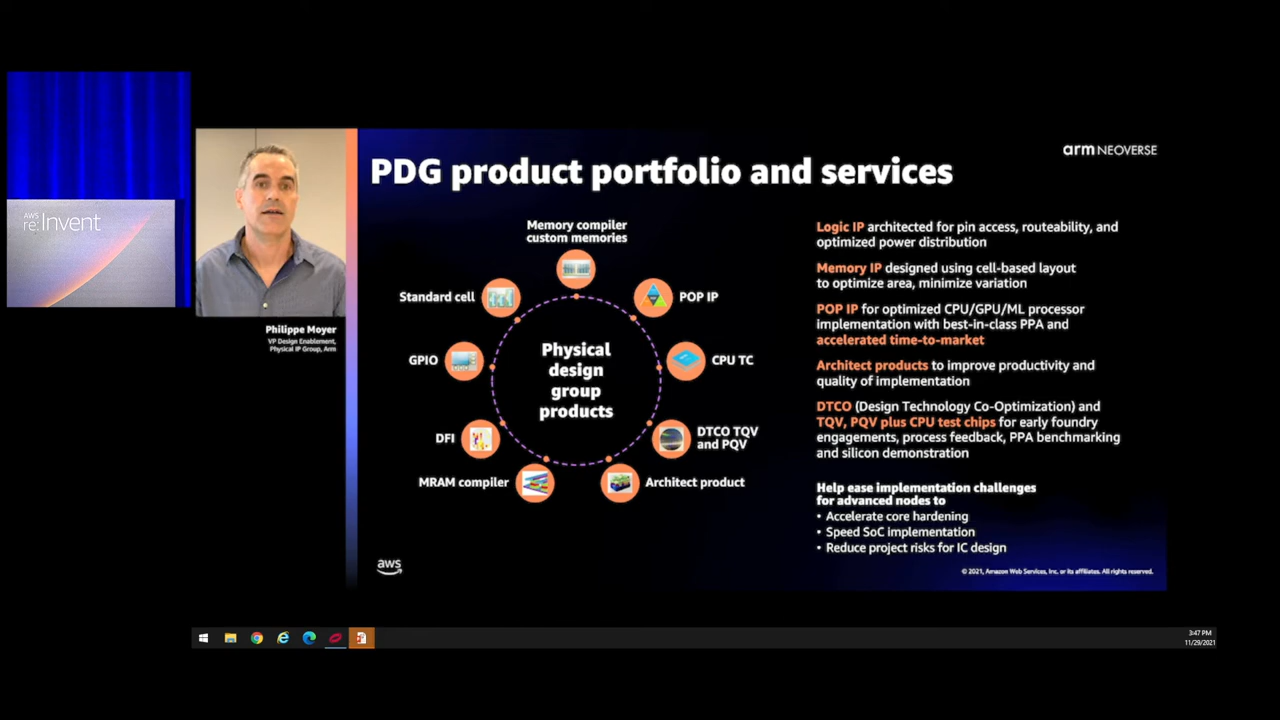 AWS
re:Invent
Philippe Moyer
VP Design Enablement,
Physical IP Group, Arm
PDG product portfolio and services
arm NEOVERSE
Memory compiler
custom memories
Standard cell
POP IP
GPIO
CPU TC
DFI
DTCO TQV
and PQV
MRAM compiler
Architect product
Physical
design
group
products
Logic IP architected for pin access, routeability, and
optimized power distribution
Memory IP designed using cell-based layout
to optimize area, minimize variation
POP IP for optimized CPU/GPU/ML processor
implementation with best-in-class PPA and
accelerated time-to-market
Architect products to improve productivity and
quality of implementation
DTCO (Design Technology Co-Optimization) and
TQV, PQV plus CPU test chips for early foundry
engagements, process feedback, PPA benchmarking
and silicon demonstration
Help ease implementation challenges
for advanced nodes to
• Accelerate core hardening
• Speed SoC implementation
• Reduce project risks for IC design
aws
© 2021, Amazon Web Services, Inc. or its affiliates. All rights reserved.
3:47 PM
11/29/2021